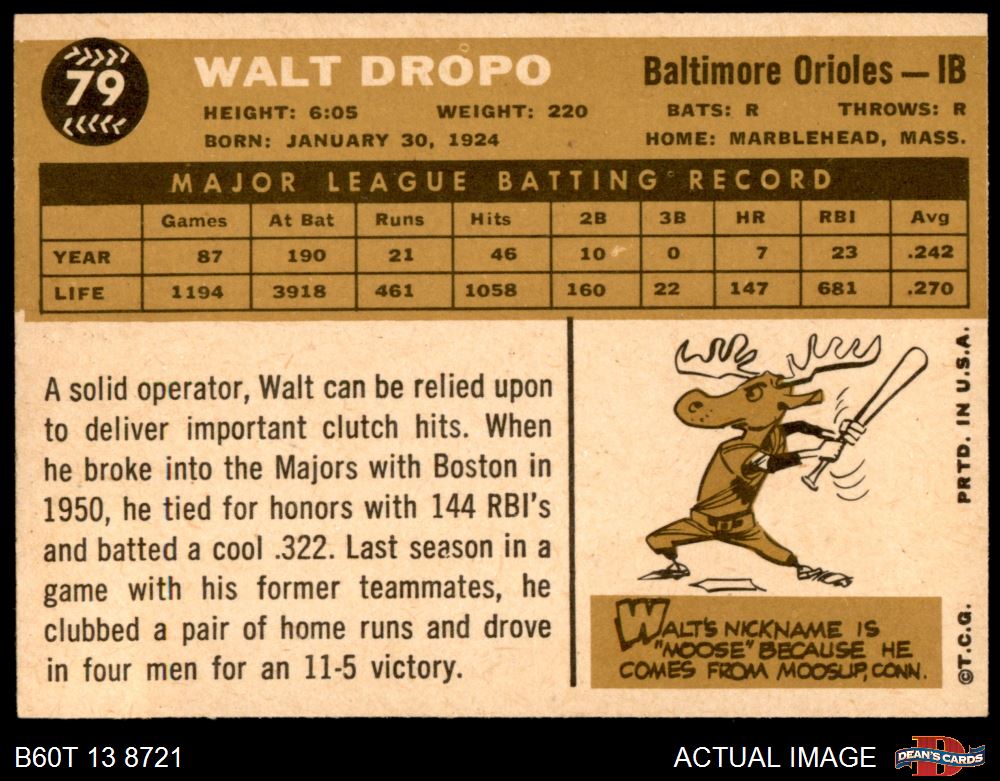 79
WALT DROPO
Baltimore Orioles — 1B
HEIGHT: 6:05 WEIGHT: 220 BATS: R THROWS: R
BORN: JANUARY 30, 1924 HOME: MARBLEHEAD, MASS.
MAJOR LEAGUE BATTING RECORD
Games At Bat Runs Hits 2B 3B HR RBI Avg
YEAR 87 190 21 46 10 0 7 23 .242
LIFE 1194 3918 461 1058 160 22 147 681 .270
A solid operator, Walt can be relied upon
to deliver important clutch hits. When
he broke into the Majors with Boston in
1950, he tied for honors with 144 RBI's
and batted a cool .322. Last season in a
game with his former teammates, he
clubbed a pair of home runs and drove
in four men for an 11-5 victory.
WALT'S NICKNAME IS
"MOOSE" BECAUSE HE
COMES FROM MOOSUP, CONN.
©T.C.G. PRTD. IN U.S.A.
B60T 13 8721
ACTUAL IMAGE
DEAN'S CARDS